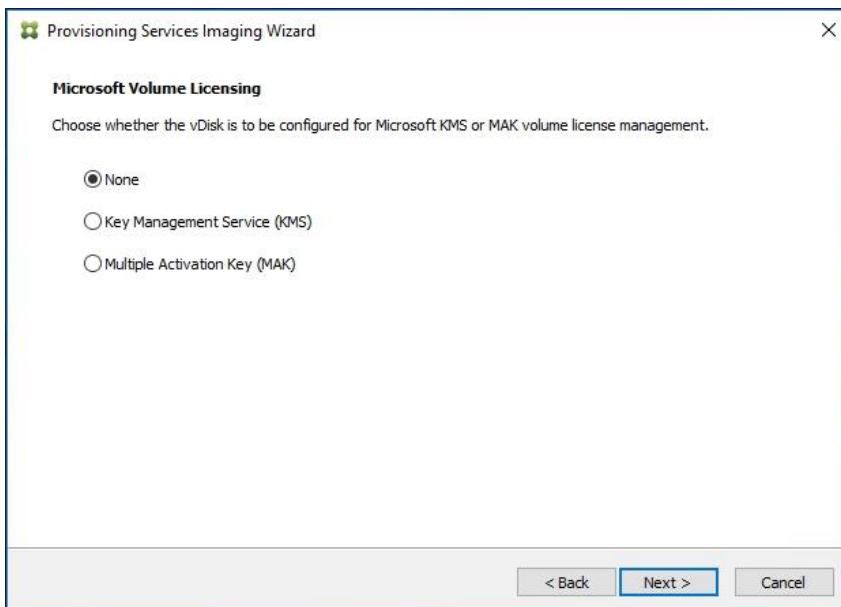 Provisioning Services Imaging Wizard
Microsoft Volume Licensing
Choose whether the vDisk is to be configured for Microsoft KMS or MAK volume license management.
None
Key Management Service (KMS)
Multiple Activation Key (MAK)
< Back Next > Cancel